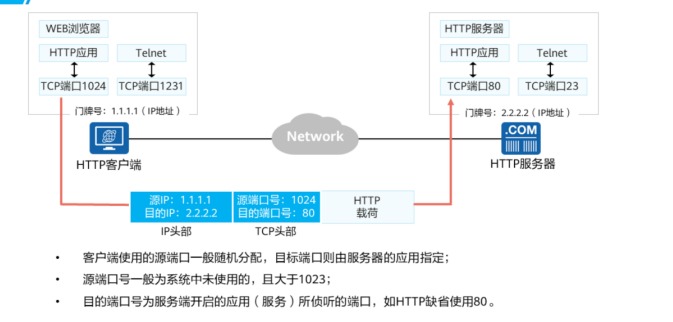 WEB浏览器
HTTP应用 Telnet
TCP端口1024 TCP端口1231
门牌号：1.1.1.1（IP地址）
HTTP客户端
Network
HTTP服务器
HTTP应用 Telnet
TCP端口80 TCP端口23
门牌号：2.2.2.2（IP地址）
.COM
HTTP服务器
源IP：1.1.1.1 源端口号：1024 HTTP
目的IP：2.2.2.2 目的端口号：80 载荷
IP头部 TCP头部
• 客户端使用的源端口一般随机分配，目标端口则由服务器的应用指定；
• 源端口号一般为系统中未使用的，且大于1023；
• 目的端口号为服务端开启的应用（服务）所侦听的端口，如HTTP缺省使用80。